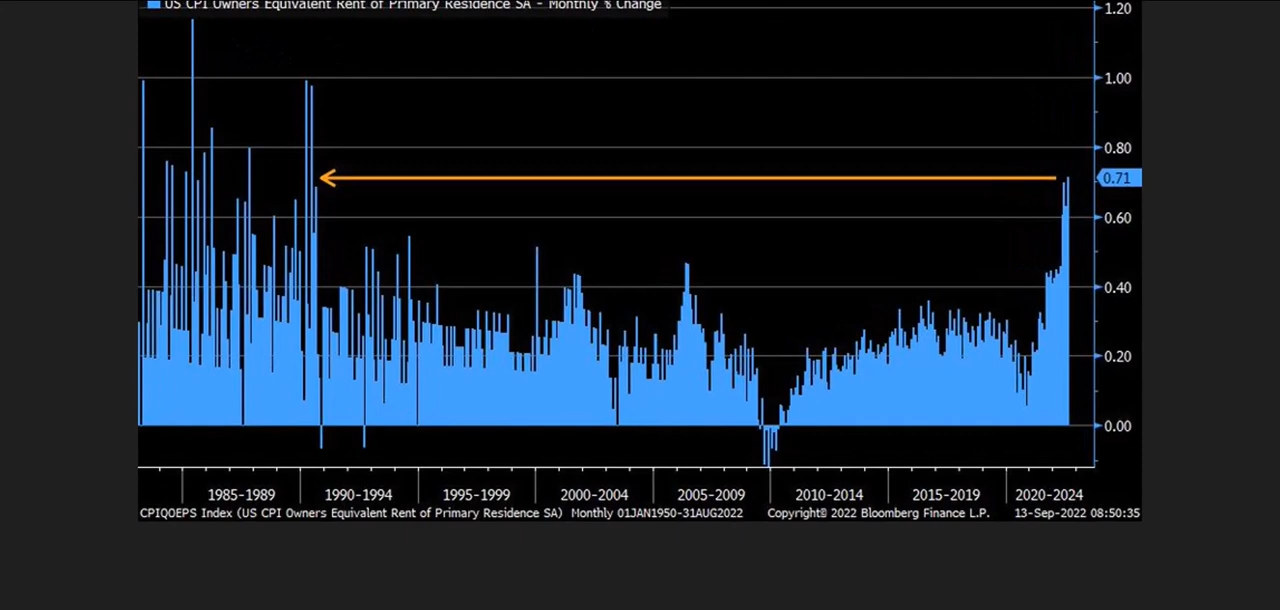 US CPI Owners Equivalent Rent of Primary Residence SA - Monthly % Change
1.20
1.00
0.80
0.71
0.60
0.40
0.20
0.00
1985-1989 1990-1994 1995-1999 2000-2004 2005-2009 2010-2014 2015-2019 2020-2024
CPIQOEPS Index (US CPI Owners Equivalent Rent of Primary Residence SA) Monthly 01JAN1950-31AUG2022 Copyright© 2022 Bloomberg Finance L.P. 13-Sep-2022 08:50:35